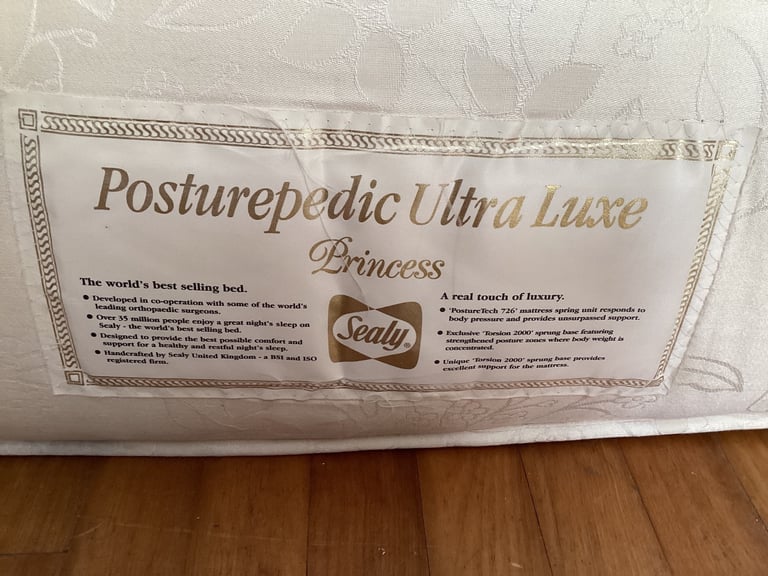 Posturepedic Ultra Luxe
Princess
The world's best selling bed.
● Developed in co-operation with some of the world's
leading orthopaedic surgeons.
● Over 35 million people enjoy a great night's sleep on
Sealy - the world's best selling bed.
● Designed to provide the best possible comfort and
support for a healthy and restful night's sleep.
● Handcrafted by Sealy United Kingdom - a BSI and ISO
registered firm.
Sealy®
A real touch of luxury.
● 'PostureTech 726' mattress spring unit responds to
body pressure and provides unsurpassed support.
● Exclusive 'Torsion 2000' sprung base featuring
strengthened posture zones where body weight is
concentrated.
● Unique 'Torsion 2000' sprung base provides
excellent support for the mattress.